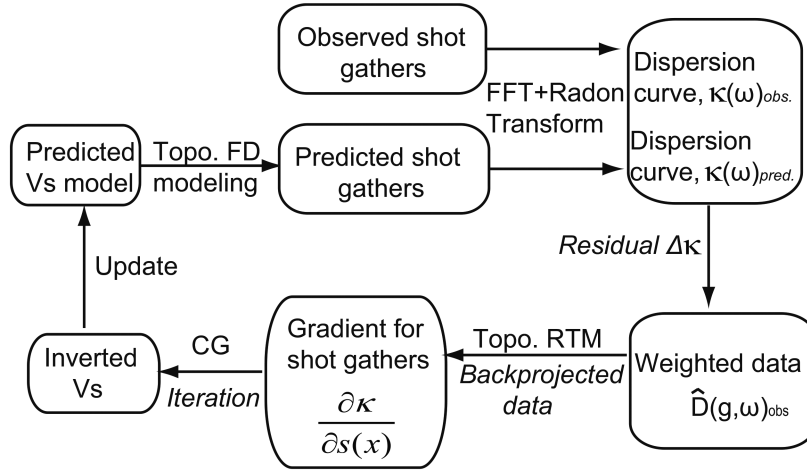 Observed shot
gathers
FFT+Radon
Transform
Dispersion
curve, κ(ω)obs.
Dispersion
curve, κ(ω)pred.
Predicted
Vs model
Topo. FD
modeling
Predicted shot
gathers
Residual Δκ
Update
Weighted data
D̂(g,ω)obs
Topo. RTM
Backprojected
data
Gradient for
shot gathers
∂κ
∂s(x)
CG
Iteration
Inverted
Vs